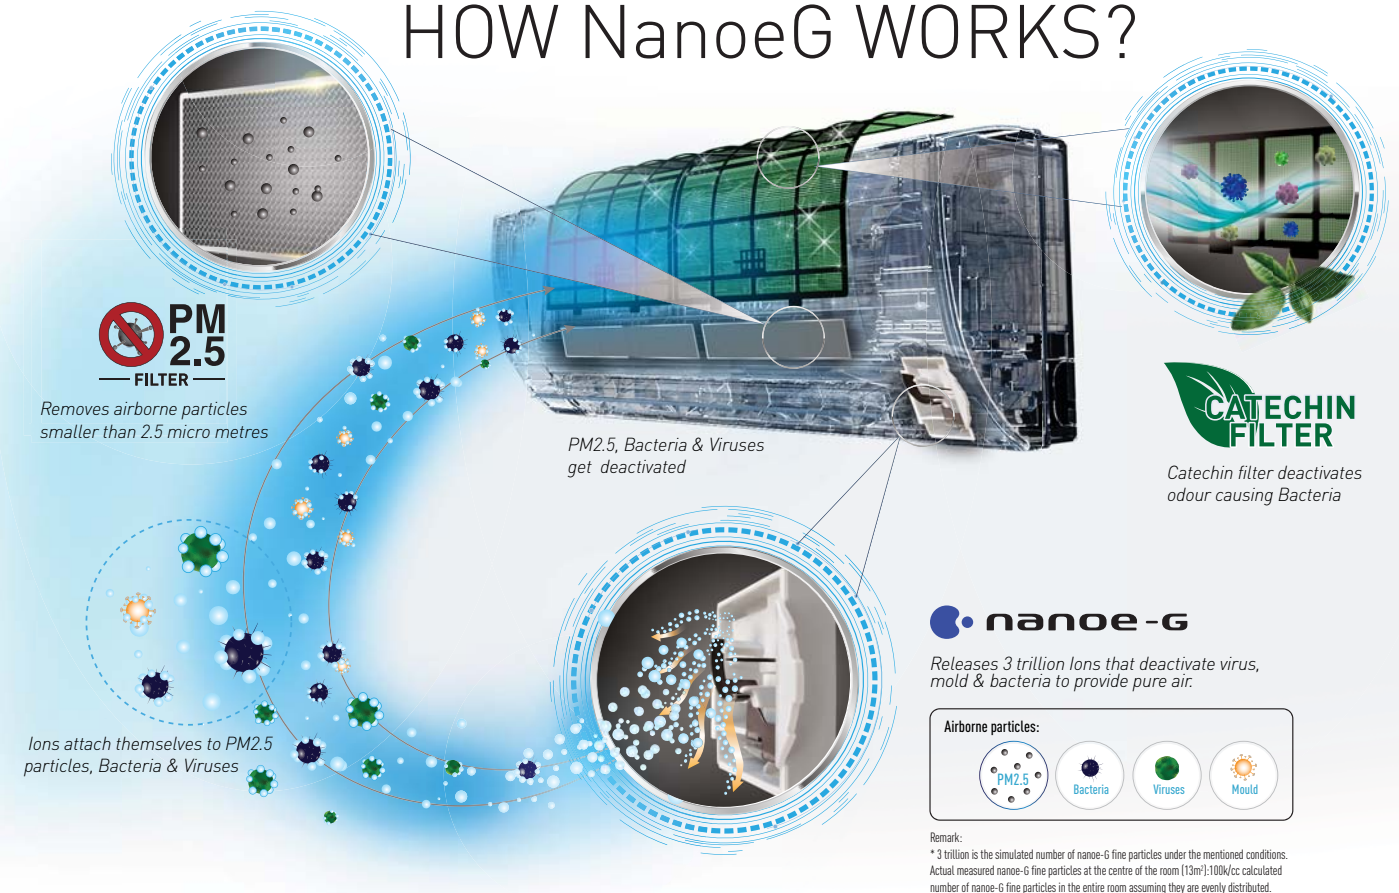 HOW NanoeG WORKS?
PM
2.5
FILTER
Removes airborne particles
smaller than 2.5 micro metres
PM2.5, Bacteria & Viruses
get deactivated
CATECHIN
FILTER
Catechin filter deactivates
odour causing Bacteria
Ions attach themselves to PM2.5
particles, Bacteria & Viruses
nanoe-G
Releases 3 trillion Ions that deactivate virus,
mold & bacteria to provide pure air.
Airborne particles:
PM2.5
Bacteria
Viruses
Mould
Remark:
* 3 trillion is the simulated number of nanoe-G fine particles under the mentioned conditions.
Actual measured nanoe-G fine particles at the centre of the room (13m²):100k/cc calculated
number of nanoe-G fine particles in the entire room assuming they are evenly distributed.